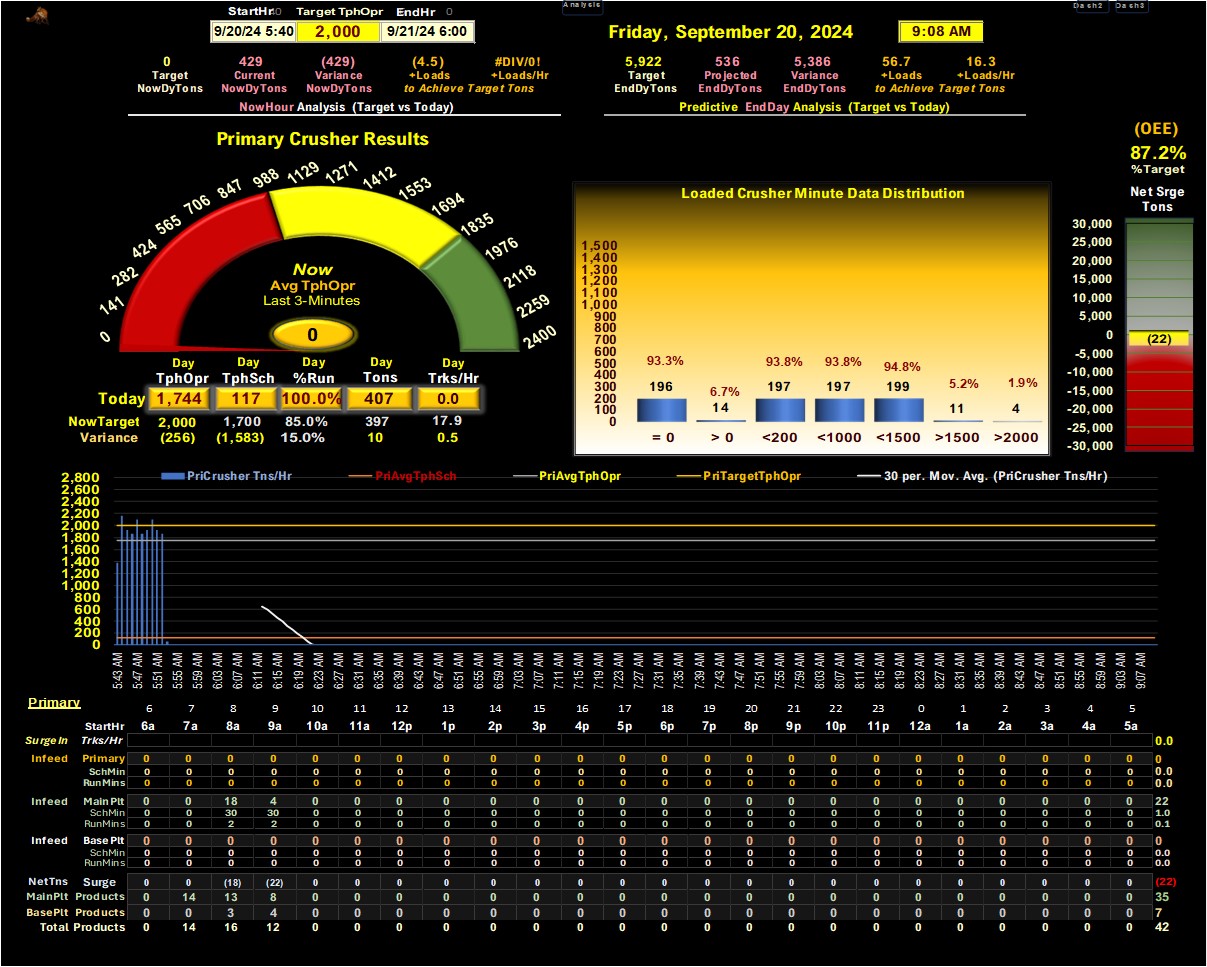 Analysis Dash2 Dash3
StartHr 0 Target TphOpr EndHr 0
9/20/24 5:40 2,000 9/21/24 6:00
Friday, September 20, 2024 9:08 AM
0 429 (429) (4.5) #DIV/0!
Target Current Variance +Loads +Loads/Hr
NowDyTons NowDyTons NowDyTons to Achieve Target Tons
NowHour Analysis (Target vs Today)
5,922 536 5,386 56.7 16.3
Target Projected Variance +Loads +Loads/Hr
EndDyTons EndDyTons EndDyTons to Achieve Target Tons
Predictive EndDay Analysis (Target vs Today)
Primary Crusher Results
0 141 282 424 565 706 847 988 1129 1271 1412 1553 1694 1835 1976 2118 2259 2400
Now
Avg TphOpr
Last 3-Minutes
0
Day Day Day Day Day
TphOpr TphSch %Run Tons Trks/Hr
Today 1,744 117 100.0% 407 0.0
NowTarget 2,000 1,700 85.0% 397 17.9
Variance (256) (1,583) 15.0% 10 0.5
Loaded Crusher Minute Data Distribution
1,500
1,400
1,300
1,200
1,100
1,000
900
800
700
600
500
400
300
200
100
0
93.3% 6.7% 93.8% 93.8% 94.8% 5.2% 1.9%
196 14 197 197 199 11 4
= 0 > 0 <200 <1000 <1500 >1500 >2000
(OEE)
87.2%
%Target
Net Srge
Tons
30,000
25,000
20,000
15,000
10,000
5,000
0
-5,000
-10,000
-15,000
-20,000
-25,000
-30,000
(22)
PriCrusher Tns/Hr PriAvgTphSch PriAvgTphOpr PriTargetTphOpr 30 per. Mov. Avg. (PriCrusher Tns/Hr)
2,800
2,600
2,400
2,200
2,000
1,800
1,600
1,400
1,200
1,000
800
600
400
200
0
5:43 AM 5:47 AM 5:51 AM 5:55 AM 5:59 AM 6:03 AM 6:07 AM 6:11 AM 6:15 AM 6:19 AM 6:23 AM 6:27 AM 6:31 AM 6:35 AM 6:39 AM 6:43 AM 6:47 AM 6:51 AM 6:55 AM 6:59 AM 7:03 AM 7:07 AM 7:11 AM 7:15 AM 7:19 AM 7:23 AM 7:27 AM 7:31 AM 7:35 AM 7:39 AM 7:43 AM 7:47 AM 7:51 AM 7:55 AM 7:59 AM 8:03 AM 8:07 AM 8:11 AM 8:15 AM 8:19 AM 8:23 AM 8:27 AM 8:31 AM 8:35 AM 8:39 AM 8:43 AM 8:47 AM 8:51 AM 8:55 AM 8:59 AM 9:03 AM 9:07 AM
Primary
6 7 8 9 10 11 12 13 14 15 16 17 18 19 20 21 22 23 0 1 2 3 4 5
StartHr 6a 7a 8a 9a 10a 11a 12p 1p 2p 3p 4p 5p 6p 7p 8p 9p 10p 11p 12a 1a 2a 3a 4a 5a
SurgeIn Trks/Hr 0.0
Infeed Primary 0 0 0 0 0 0 0 0 0 0 0 0 0 0 0 0 0 0 0 0 0 0 0 0 0
SchMin 0 0 0 0 0 0 0 0 0 0 0 0 0 0 0 0 0 0 0 0 0 0 0 0 0.0
RunMins 0 0 0 0 0 0 0 0 0 0 0 0 0 0 0 0 0 0 0 0 0 0 0 0 0.0
Infeed Main Plt 0 0 18 4 0 0 0 0 0 0 0 0 0 0 0 0 0 0 0 0 0 0 0 0 22
SchMin 0 0 30 30 0 0 0 0 0 0 0 0 0 0 0 0 0 0 0 0 0 0 0 0 1.0
RunMins 0 0 2 2 0 0 0 0 0 0 0 0 0 0 0 0 0 0 0 0 0 0 0 0 0.1
Infeed Base Plt 0 0 0 0 0 0 0 0 0 0 0 0 0 0 0 0 0 0 0 0 0 0 0 0 0
SchMin 0 0 0 0 0 0 0 0 0 0 0 0 0 0 0 0 0 0 0 0 0 0 0 0 0.0
RunMins 0 0 0 0 0 0 0 0 0 0 0 0 0 0 0 0 0 0 0 0 0 0 0 0 0.0
NetTns Surge 0 0 (18) (22) 0 0 0 0 0 0 0 0 0 0 0 0 0 0 0 0 0 0 0 0 (22)
MainPlt Products 0 14 13 8 0 0 0 0 0 0 0 0 0 0 0 0 0 0 0 0 0 0 0 0 35
BasePlt Products 0 0 3 4 0 0 0 0 0 0 0 0 0 0 0 0 0 0 0 0 0 0 0 0 7
Total Products 0 14 16 12 0 0 0 0 0 0 0 0 0 0 0 0 0 0 0 0 0 0 0 0 42